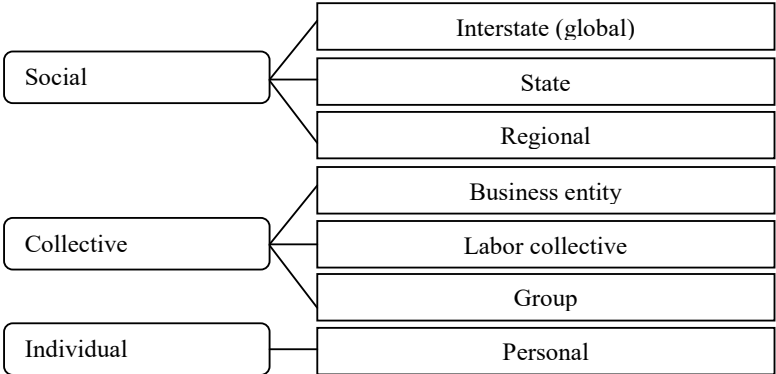 Social
Interstate (global)
State
Regional
Collective
Business entity
Labor collective
Group
Individual
Personal